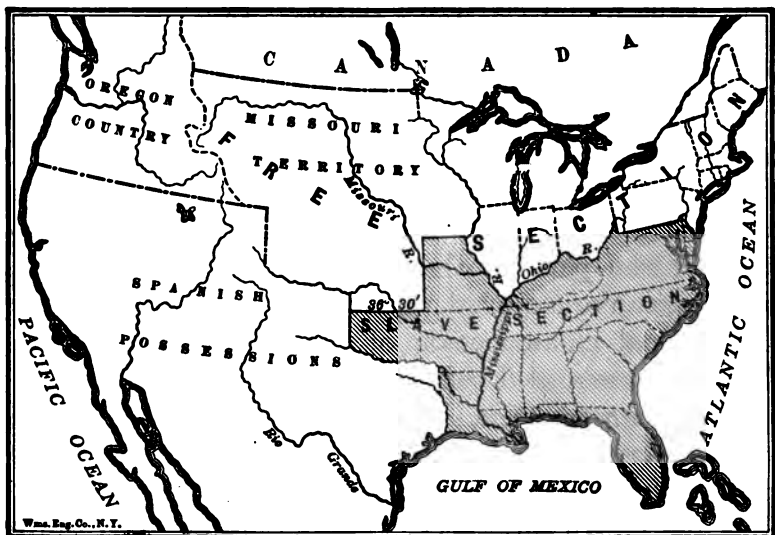 CANADA
OREGON
COUNTRY
MISSOURI
TERRITORY
FREE SECTION
Missouri R.
R.
Ohio R.
36° 30'
SLAVE SECTION
Mississippi
SPANISH
POSSESSIONS
Rio Grande
PACIFIC OCEAN
ATLANTIC OCEAN
GULF OF MEXICO
Wms. Eng. Co., N. Y.